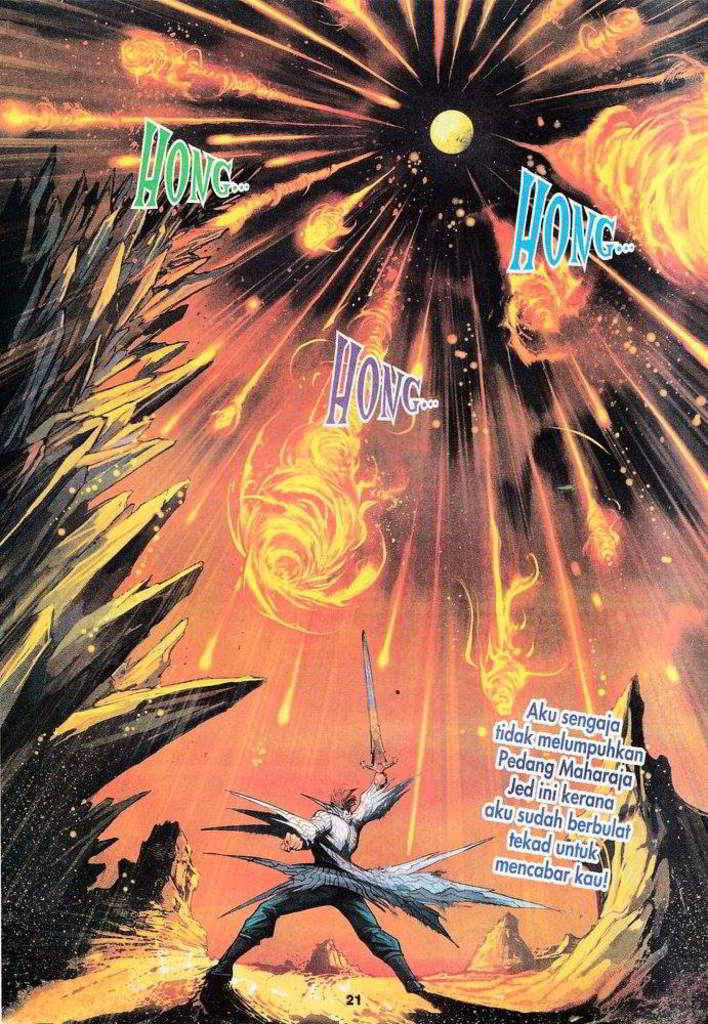 HONG...
HONG...
HONG...
Aku sengaja
tidak melumpuhkan
Pedang Maharaja
Jed ini kerana
aku sudah berbulat
tekad untuk
mencabar kau!
21